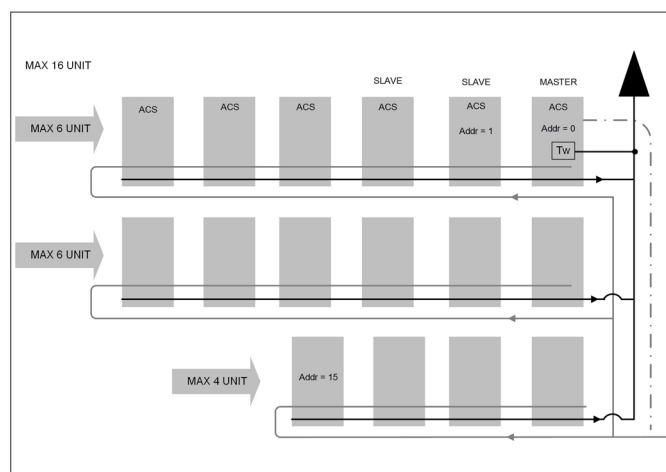 MAX 16 UNIT
SLAVE SLAVE MASTER
MAX 6 UNIT
ACS ACS ACS ACS ACS ACS
Addr = 1 Addr = 0
Tw
MAX 6 UNIT
MAX 4 UNIT
Addr = 15